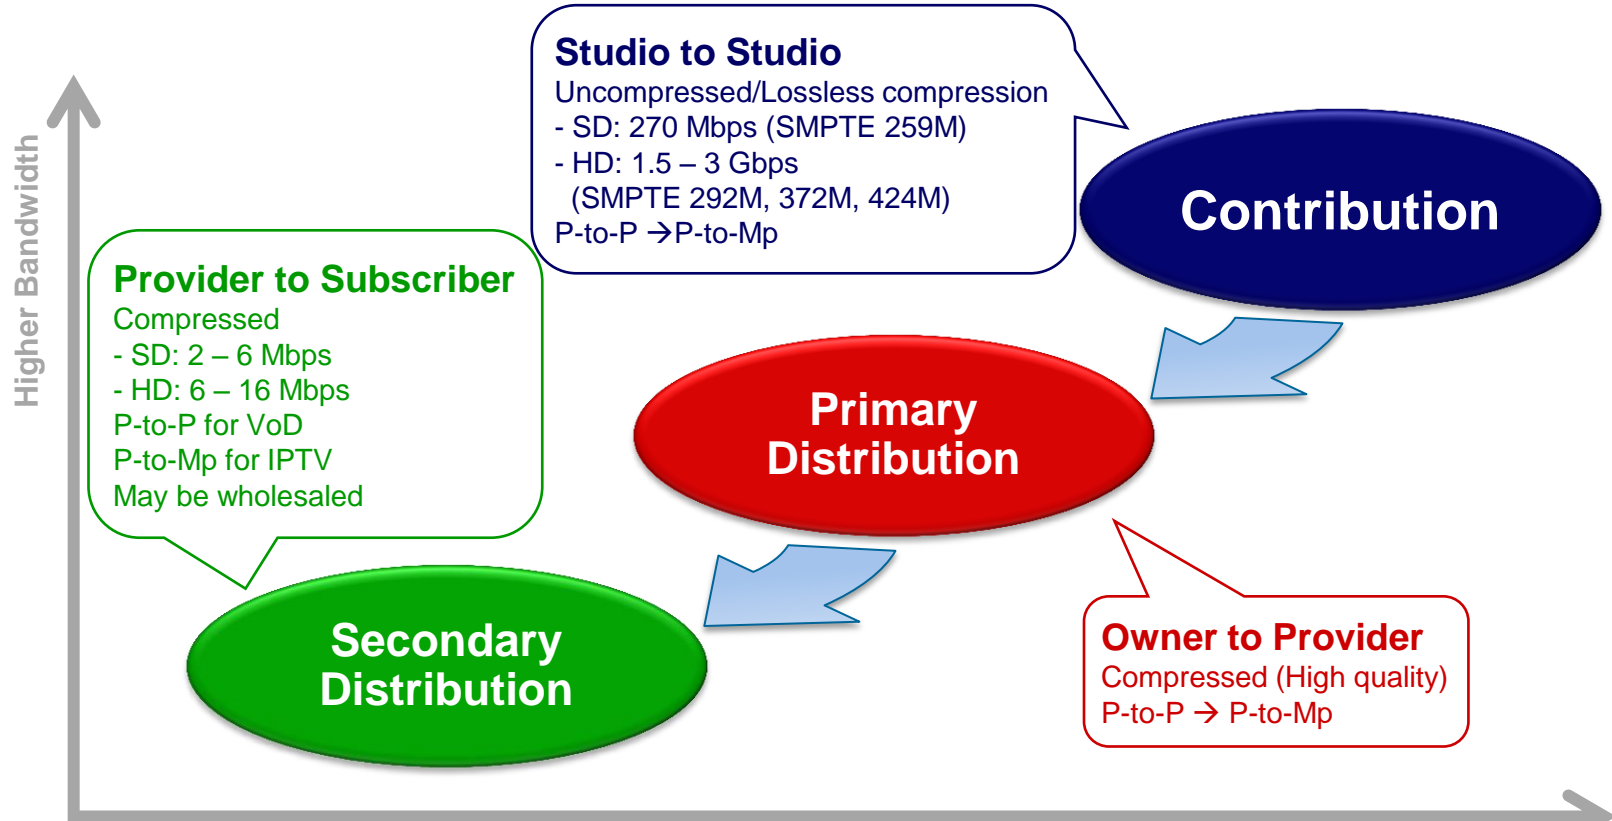 Studio to Studio
Uncompressed/Lossless compression
- SD: 270 Mbps (SMPTE 259M)
- HD: 1.5 – 3 Gbps
(SMPTE 292M, 372M, 424M)
P-to-P →P-to-Mp
Contribution
Higher Bandwidth
Provider to Subscriber
Compressed
- SD: 2 – 6 Mbps
- HD: 6 – 16 Mbps
P-to-P for VoD
P-to-Mp for IPTV
May be wholesaled
Primary
Distribution
Owner to Provider
Compressed (High quality)
P-to-P → P-to-Mp
Secondary
Distribution